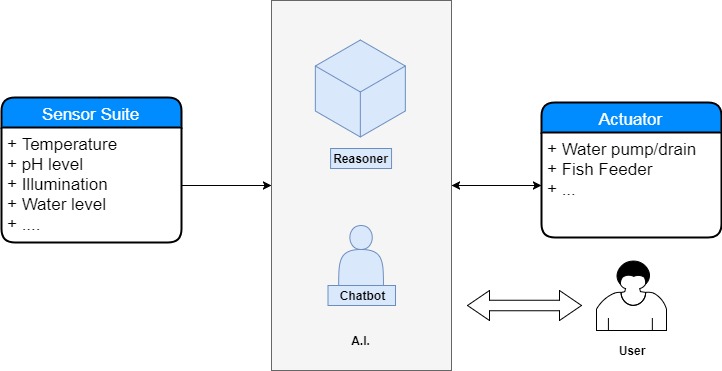 Sensor Suite
+ Temperature
+ pH level
+ Illumination
+ Water level
+ ....
Reasoner
Chatbot
A.I.
Actuator
+ Water pump/drain
+ Fish Feeder
+ ...
User